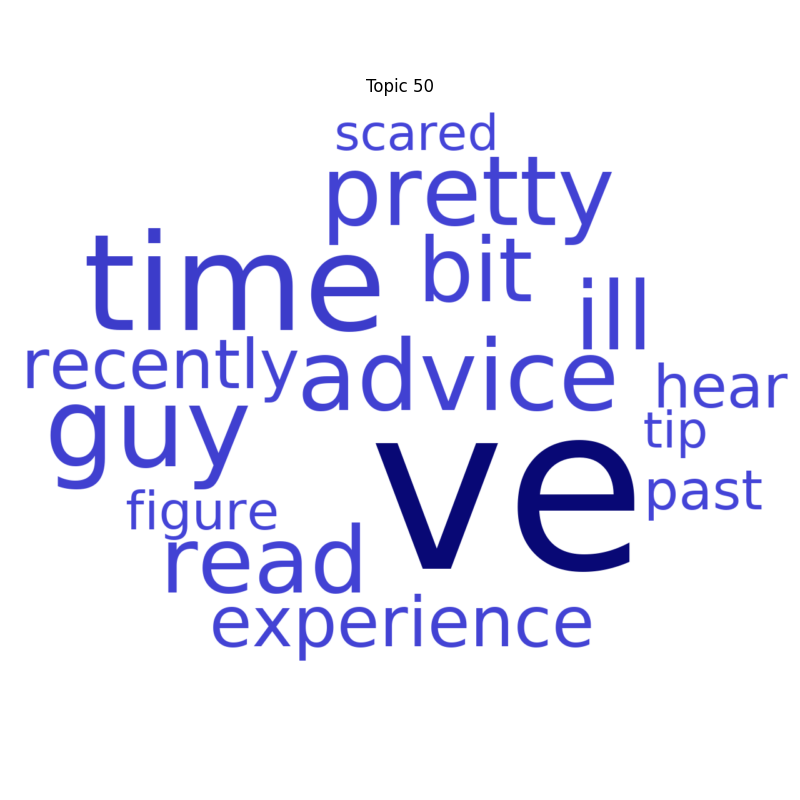 Topic 50
scared
pretty
time
bit
ill
recently
advice
hear
guy
tip
ve
past
figure
read
experience